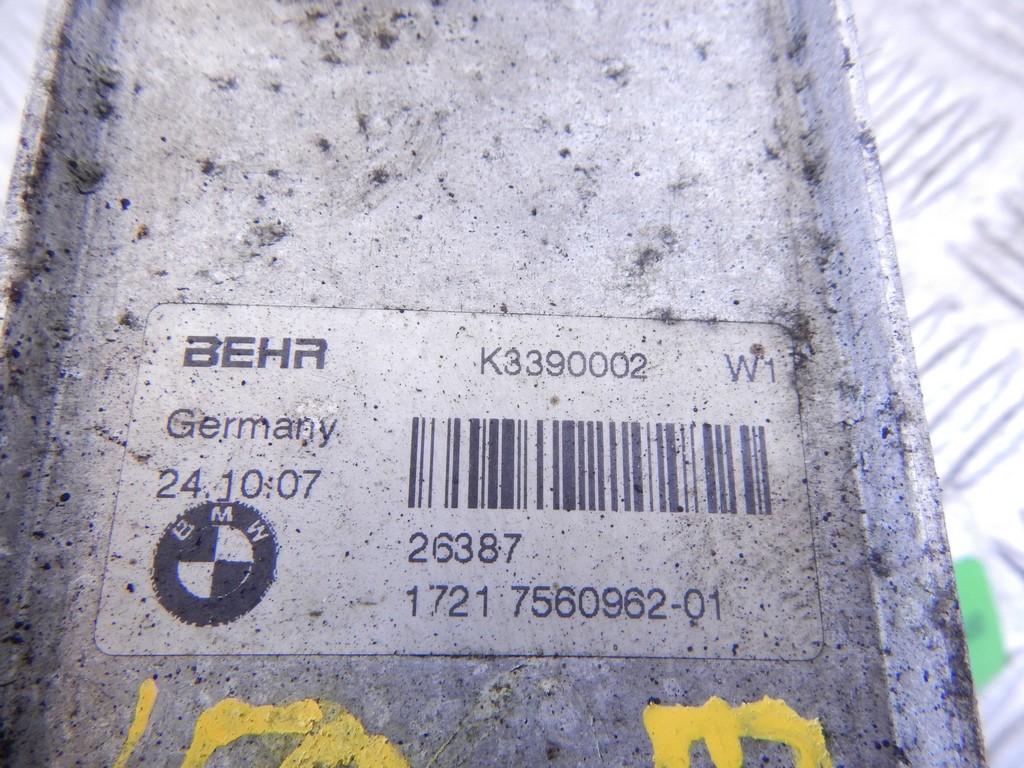 BEHR K3390002 W1
Germany
24.10.07
BMW
26387
1721 7560962-01